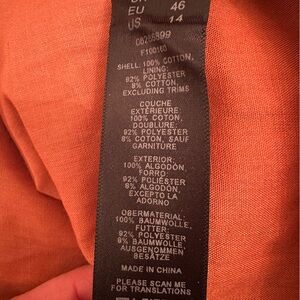 EU 46
US 14
F100160
SHELL: 100% COTTON,
LINING:
92% POLYESTER
8% COTTON,
EXCLUDING TRIMS
COUCHE
EXTÉRIEURE:
100% COTON,
DOUBLURE:
92% POLYESTER
8% COTON, SAUF
GARNITURE
EXTERIOR:
100% ALGODÓN,
FORRO
92% POLIÉSTER
8% ALGODÓN,
EXCEPTO LA
ADORNO
OBERMATERIAL:
100% BAUMWOLLE,
FUTTER:
92% POLYESTER
8% BAUMWOLLE,
AUSGENOMMEN
BESÄTZE
MADE IN CHINA
PLEASE SCAN ME
FOR TRANSLATIONS